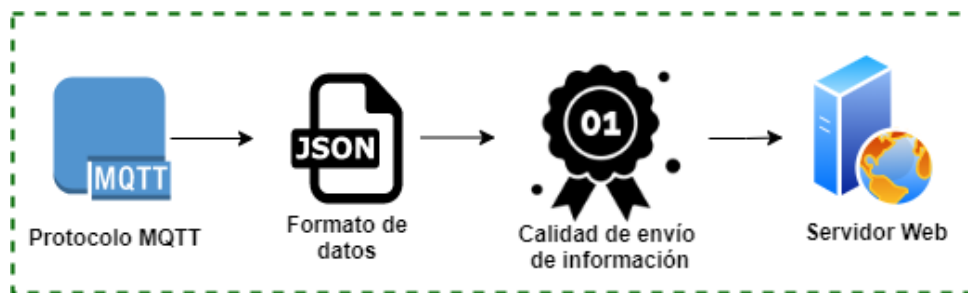 MQTT
Protocolo MQTT
JSON
Formato de
datos
01
Calidad de envío
de información
Servidor Web